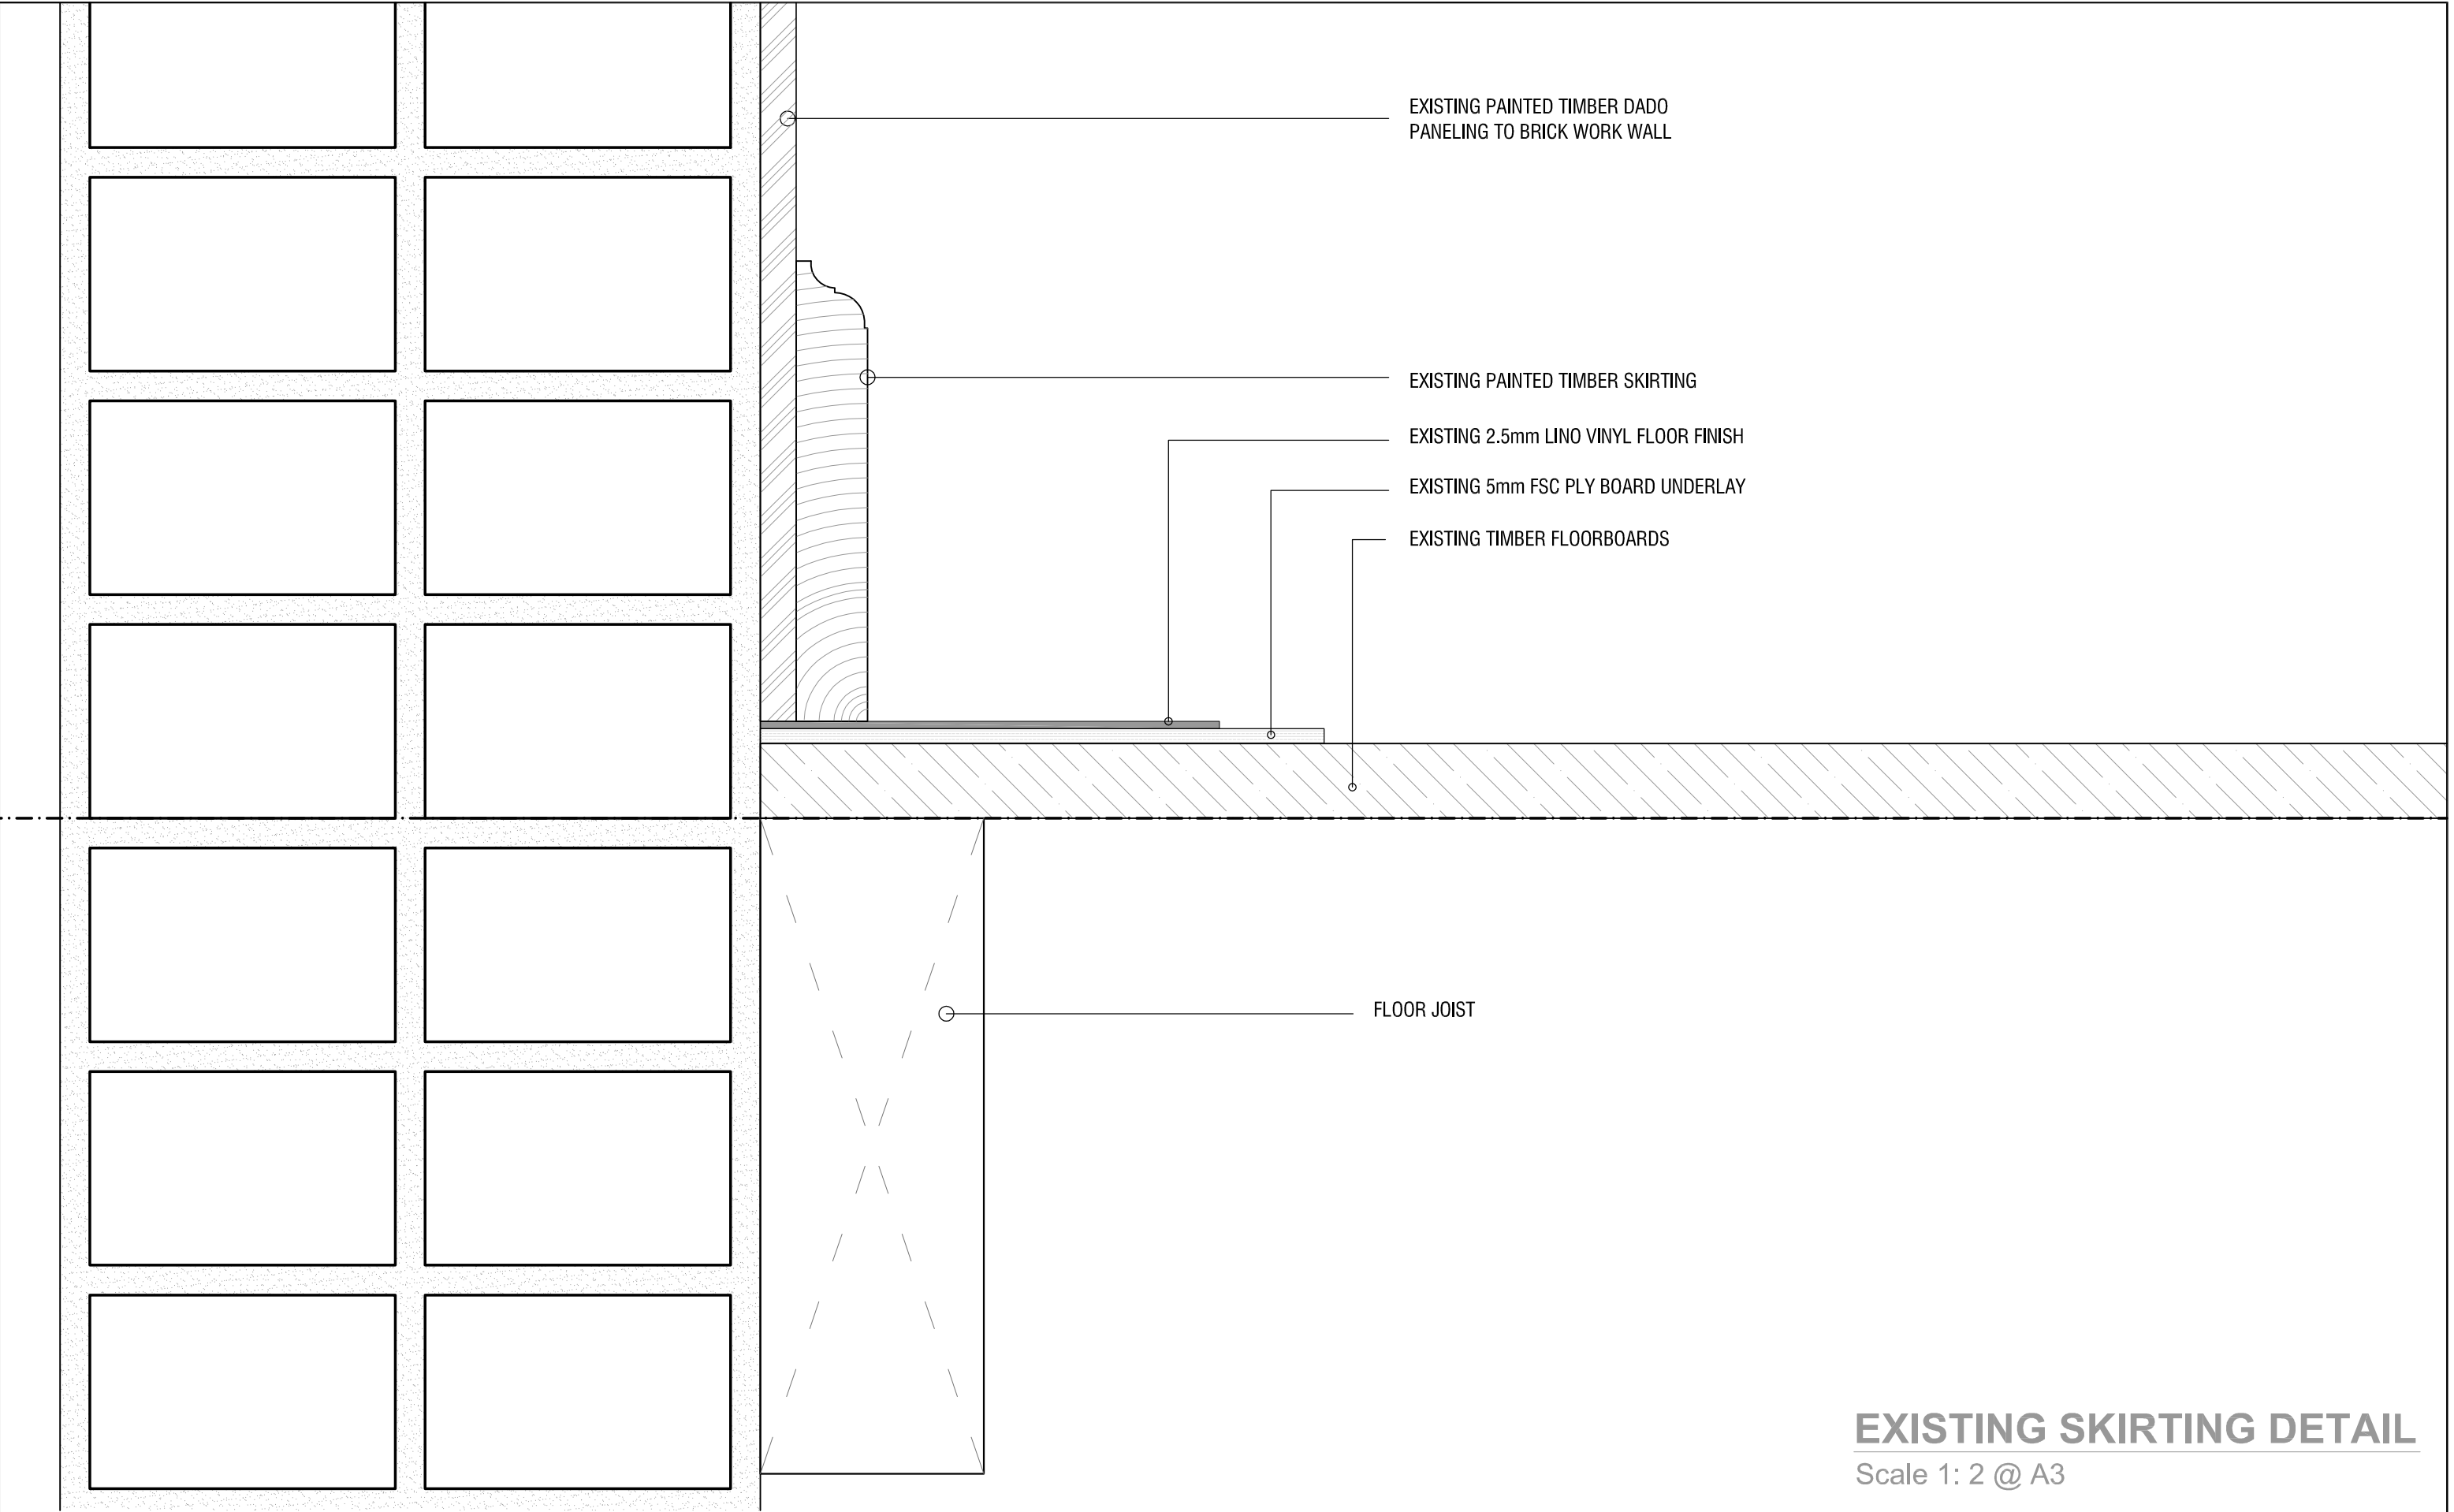 EXISTING PAINTED TIMBER DADO
PANELING TO BRICK WORK WALL
EXISTING PAINTED TIMBER SKIRTING
EXISTING 2.5mm LINO VINYL FLOOR FINISH
EXISTING 5mm FSC PLY BOARD UNDERLAY
EXISTING TIMBER FLOORBOARDS
FLOOR JOIST
EXISTING SKIRTING DETAIL
Scale 1: 2 @ A3